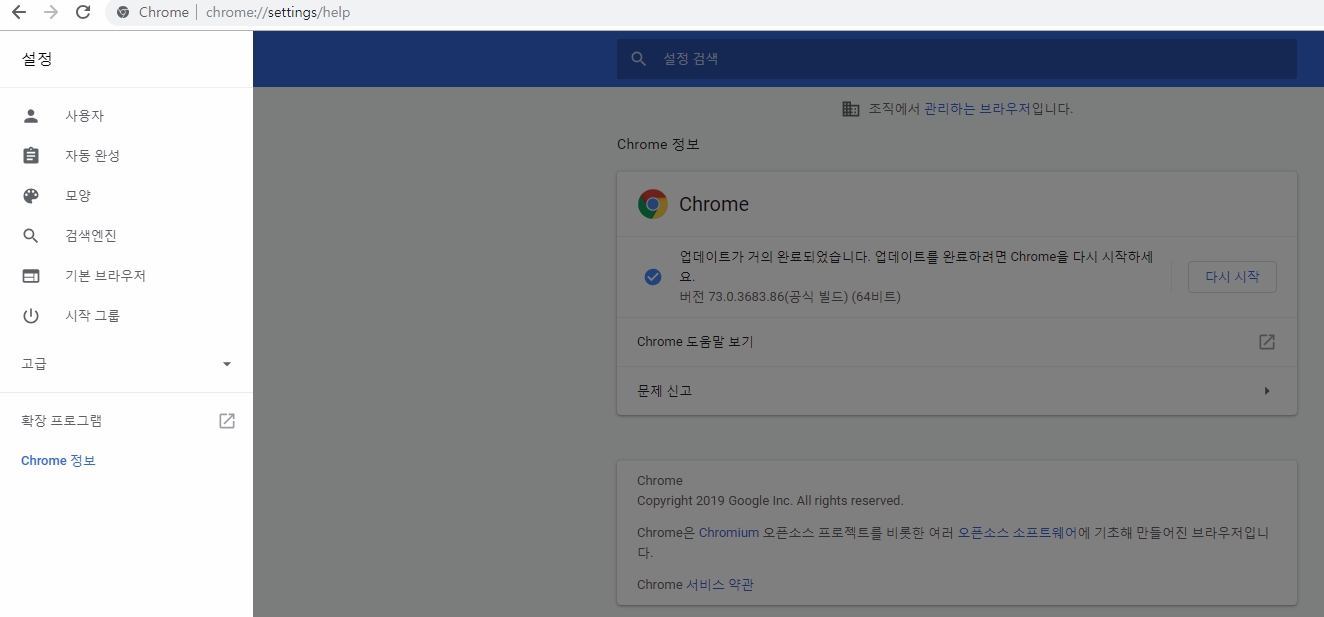 Chrome | chrome://settings/help
설정
설정 검색
사용자
자동 완성
모양
검색엔진
기본 브라우저
시작 그룹
고급
확장 프로그램
Chrome 정보
조직에서 관리하는 브라우저입니다.
Chrome 정보
Chrome
업데이트가 거의 완료되었습니다. 업데이트를 완료하려면 Chrome을 다시 시작하세
요.
버전 73.0.3683.86(공식 빌드) (64비트)
다시 시작
Chrome 도움말 보기
문제 신고
Chrome
Copyright 2019 Google Inc. All rights reserved.
Chrome은 Chromium 오픈소스 프로젝트를 비롯한 여러 오픈소스 소프트웨어에 기초해 만들어진 브라우저입니
다.
Chrome 서비스 약관